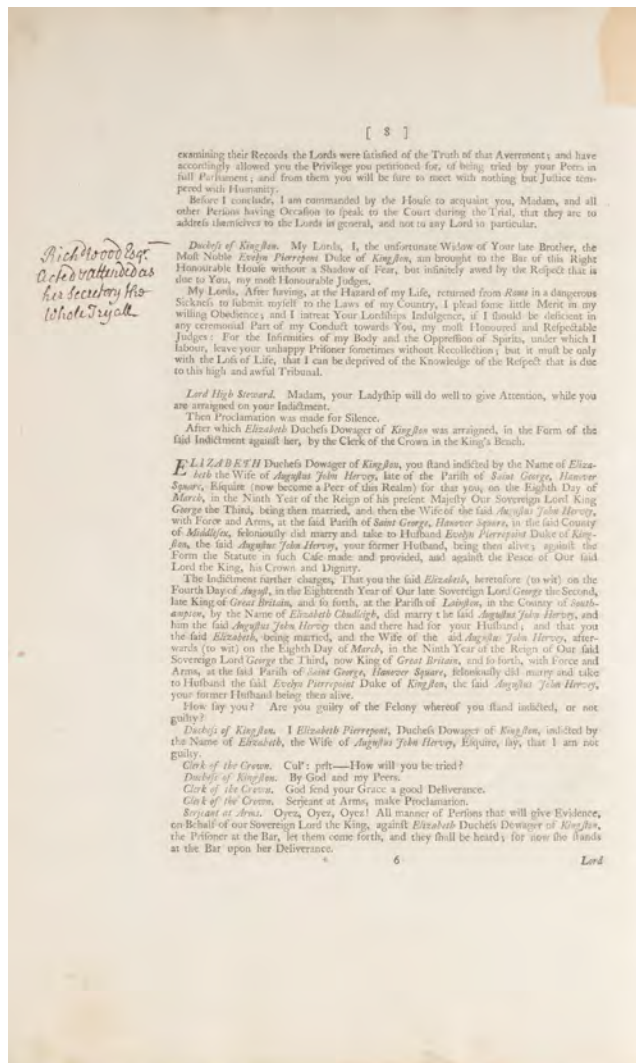 [ 8 ]
examining their Records the Lords were ſatisfied of the Truth of that Averrment; and have
accordingly allowed you the Privilege you petitioned for, of being tried by your Peers in
full Parliament; and from them you will be ſure to meet with nothing but Juſtice tem-
pered with Humanity.
Before I conclude, I am commanded by the Houſe to acquaint you, Madam, and all
other Perſons having Occaſion to ſpeak to the Court during the Trial, that they are to
addreſs themſelves to the Lords in general, and not to any Lord in particular.
Rich Wood Esqr.
acted & attended as
her Secretory the
Whole Tryall
Ducheſs of Kingſton. My Lords, I, the unfortunate Widow of Your late Brother, the
Moſt Noble Evelyn Pierrepont Duke of Kingſton, am brought to the Bar of this Right
Honourable Houſe without a Shadow of Fear, but infinitely awed by the Reſpect that is
due to You, my moſt Honourable Judges.
My Lords, After having, at the Hazard of my Life, returned from Rome in a dangerous
Sickneſs to ſubmit myſelf to the Laws of my Country, I plead ſome little Merit in my
willing Obedience; and I intreat Your Lordſhips Indulgence, if I ſhould be deficient in
any ceremonial Part of my Conduct towards You, my moſt Honoured and Reſpectable
Judges: For the Infirmities of my Body and the Oppreſſion of Spirits, under which I
labour, leave your unhappy Priſoner ſometimes without Recollection; but it muſt be only
with the Loſs of Life, that I can be deprived of the Knowledge of the Reſpect that is due
to this high and awful Tribunal.
Lord High Steward. Madam, your Ladyſhip will do well to give Attention, while you
are arraigned on your Indictment.
Then Proclamation was made for Silence.
After which Elizabeth Ducheſs Dowager of Kingſton was arraigned, in the Form of the
ſaid Indictment againſt her, by the Clerk of the Crown in the King's Bench.
ELIZABETH Ducheſs Dowager of Kingſton, you ſtand indicted by the Name of Eliza-
beth the Wife of Auguſtus John Hervey, late of the Pariſh of Saint George, Hanover
Square, Eſquire (now become a Peer of this Realm) for that you, on the Eighth Day of
March, in the Ninth Year of the Reign of his preſent Majeſty Our Sovereign Lord King
George the Third, being then married, and then the Wife of the ſaid Auguſtus John Hervey,
with Force and Arms, at the ſaid Pariſh of Saint George, Hanover Square, in the ſaid County
of Middleſex, feloniouſly did marry and take to Huſband Evelyn Pierrepoint Duke of King-
ſton, the ſaid Auguſtus John Hervey, your former Huſband, being then alive; againſt the
Form the Statute in ſuch Caſe made and provided, and againſt the Peace of Our ſaid
Lord the King, his Crown and Dignity.
The Indictment further charges, That you the ſaid Elizabeth, heretofore (to wit) on the
Fourth Day of Auguſt, in the Eighteenth Year of Our late Sovereign Lord George the Second,
late King of Great Britain, and ſo forth, at the Pariſh of Lainſton, in the County of South-
ampton, by the Name of Elizabeth Chudleigh, did marry the ſaid Auguſtus John Hervey, and
him the ſaid Auguſtus John Hervey then and there had for your Huſband; and that you
the ſaid Elizabeth, being married, and the Wife of the aid Auguſtus John Hervey, after-
wards (to wit) on the Eighth Day of March, in the Ninth Year of the Reign of Our ſaid
Sovereign Lord George the Third, now King of Great Britain, and ſo forth, with Force and
Arms, at the ſaid Pariſh of Saint George, Hanover Square, feloniouſly did marry and take
to Huſband the ſaid Evelyn Pierrepoint Duke of Kingſton, the ſaid Auguſtus John Hervey,
your former Huſband being then alive.
How ſay you? Are you guilty of the Felony whereof you ſtand indicted, or not
guilty?
Ducheſs of Kingſton. I Elizabeth Pierrepont, Ducheſs Dowager of Kingſton, indicted by
the Name of Elizabeth, the Wife of Auguſtus John Hervey, Eſquire, ſay, that I am not
guilty.
Clerk of the Crown. Cul': priſt—How will you be tried?
Ducheſs of Kingſton. By God and my Peers.
Clerk of the Crown. God ſend your Grace a good Deliverance.
Clerk of the Crown. Serjeant at Arms, make Proclamation.
Serjeant at Arms. Oyez, Oyez, Oyez! All manner of Perſons that will give Evidence,
on Behalf of our Sovereign Lord the King, againſt Elizabeth Ducheſs Dowager of Kingſton,
the Priſoner at the Bar, let them come forth, and they ſhall be heard; for now ſhe ſtands
at the Bar upon her Deliverance.
6 Lord